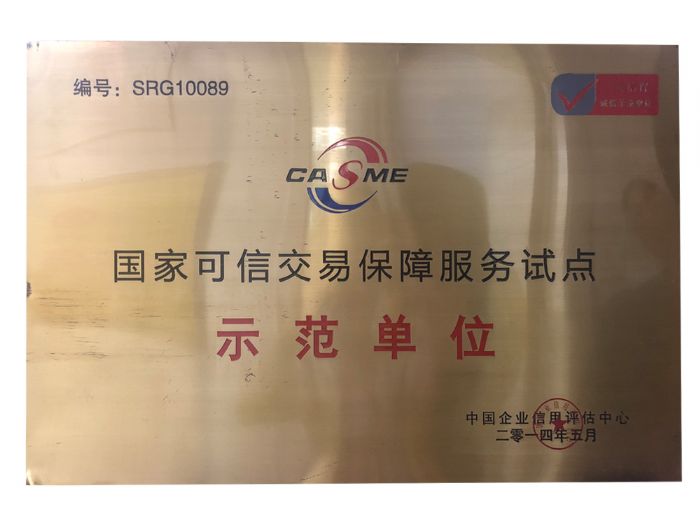 编号：SRG10089
CASME
国家可信交易保障服务试点
示范单位
中国企业信用评估中心
二零一四年五月